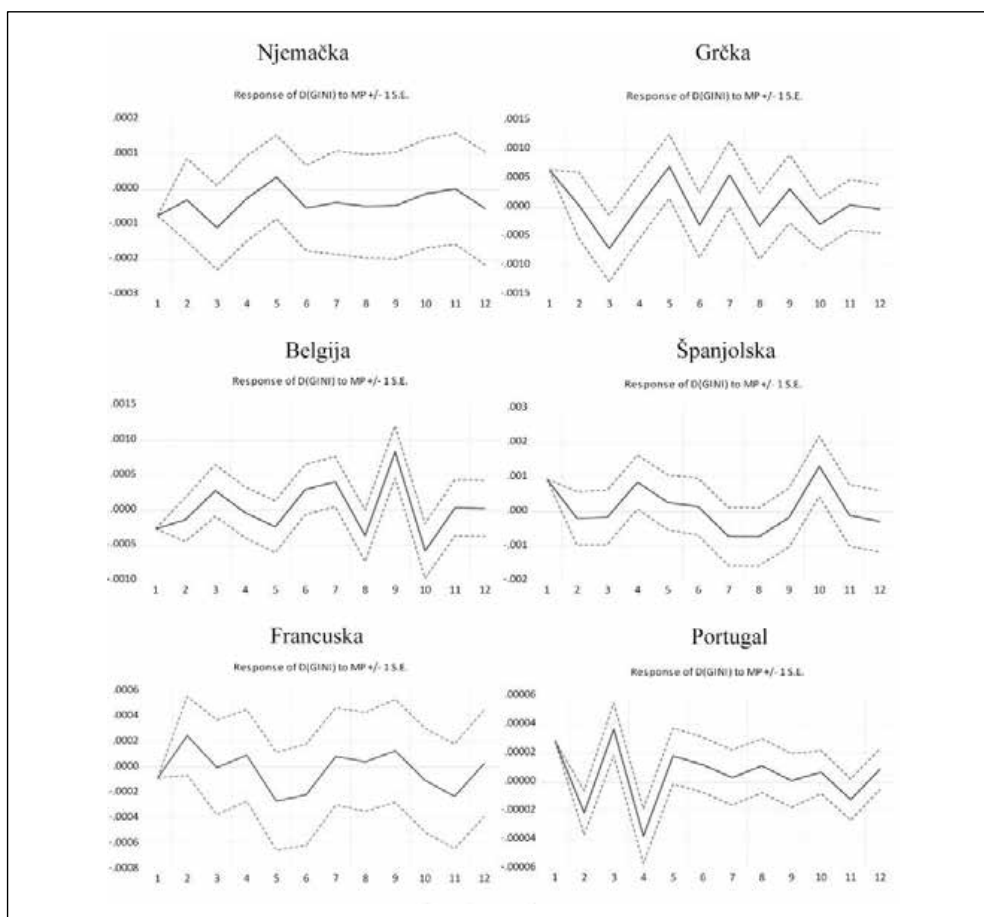 Njemačka
Response of D(GINI) to MP +/- 1 S.E.
.0002
.0001
.0000
-.0001
-.0002
-.0003
1 2 3 4 5 6 7 8 9 10 11 12
Grčka
Response of D(GINI) to MP +/- 1 S.E.
.0015
.0010
.0005
.0000
-.0005
-.0010
-.0015
1 2 3 4 5 6 7 8 9 10 11 12
Belgija
Response of D(GINI) to MP +/- 1 S.E.
.0015
.0010
.0005
.0000
-.0005
-.0010
1 2 3 4 5 6 7 8 9 10 11 12
Španjolska
Response of D(GINI) to MP +/- 1 S.E.
.003
.002
.001
.000
-.001
-.002
1 2 3 4 5 6 7 8 9 10 11 12
Francuska
Response of D(GINI) to MP +/- 1 S.E.
.0006
.0004
.0002
.0000
-.0002
-.0004
-.0006
-.0008
1 2 3 4 5 6 7 8 9 10 11 12
Portugal
Response of D(GINI) to MP +/- 1 S.E.
.00006
.00004
.00002
.00000
-.00002
-.00004
-.00006
1 2 3 4 5 6 7 8 9 10 11 12